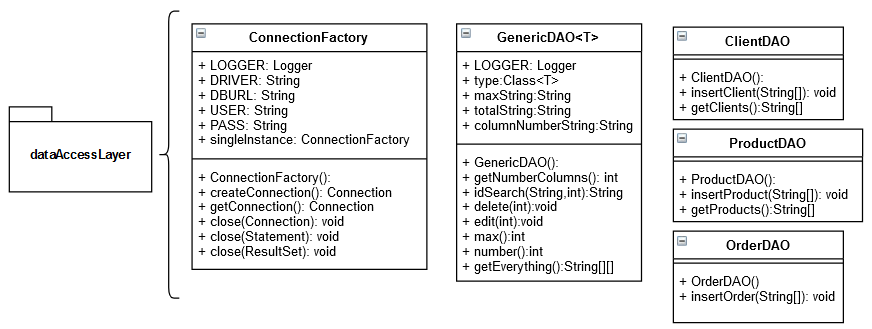 dataAccessLayer
ConnectionFactory
+ LOGGER: Logger
+ DRIVER: String
+ DBURL: String
+ USER: String
+ PASS: String
+ singleInstance: ConnectionFactory
+ ConnectionFactory():
+ createConnection(): Connection
+ getConnection(): Connection
+ close(Connection): void
+ close(Statement): void
+ close(ResultSet): void
GenericDAO<T>
+ LOGGER: Logger
+ type:Class<T>
+ maxString:String
+ totalString:String
+ columnNumberString:String
+ GenericDAO():
+ getNumberColumns(): int
+ idSearch(String,int):String
+ delete(int):void
+ edit(int):void
+ max():int
+ number():int
+ getEverything():String[][]
ClientDAO
+ ClientDAO():
+ insertClient(String[]): void
+ getClients():String[]
ProductDAO
+ ProductDAO():
+ insertProduct(String[]): void
+ getProducts():String[]
OrderDAO
+ OrderDAO()
+ insertOrder(String[]): void